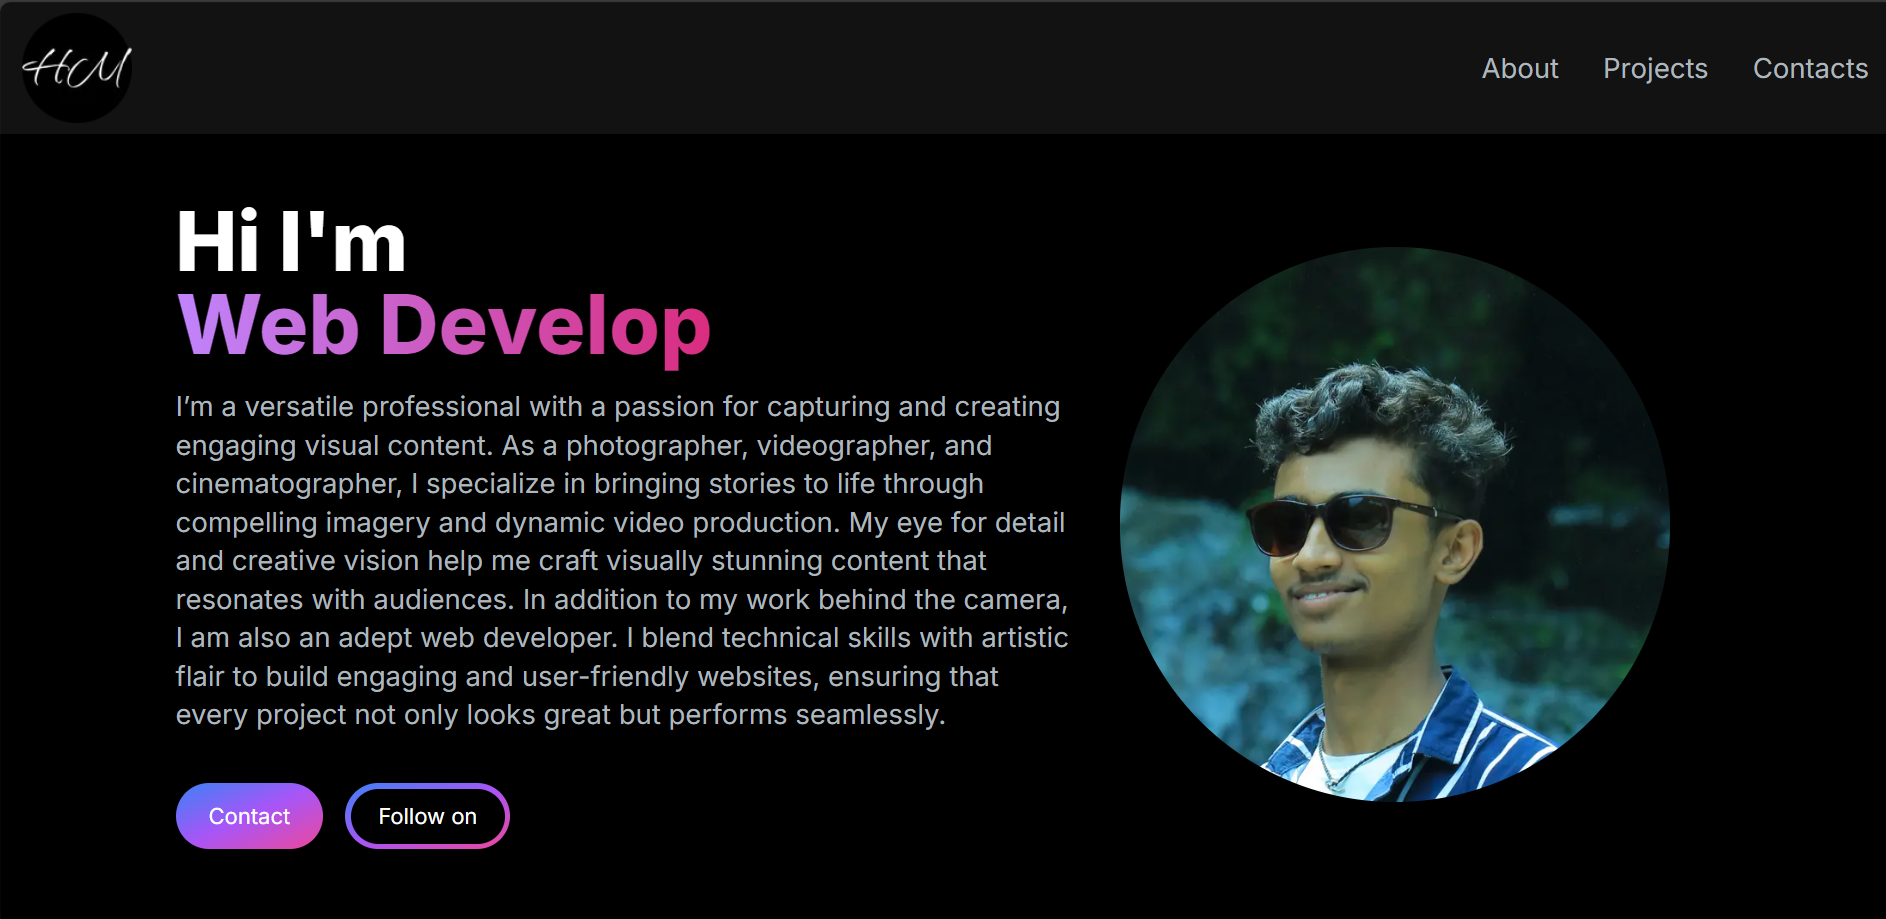 HM
About Projects Contacts
Hi I'm
Web Develop
I’m a versatile professional with a passion for capturing and creating
engaging visual content. As a photographer, videographer, and
cinematographer, I specialize in bringing stories to life through
compelling imagery and dynamic video production. My eye for detail
and creative vision help me craft visually stunning content that
resonates with audiences. In addition to my work behind the camera,
I am also an adept web developer. I blend technical skills with artistic
flair to build engaging and user-friendly websites, ensuring that
every project not only looks great but performs seamlessly.
Contact Follow on